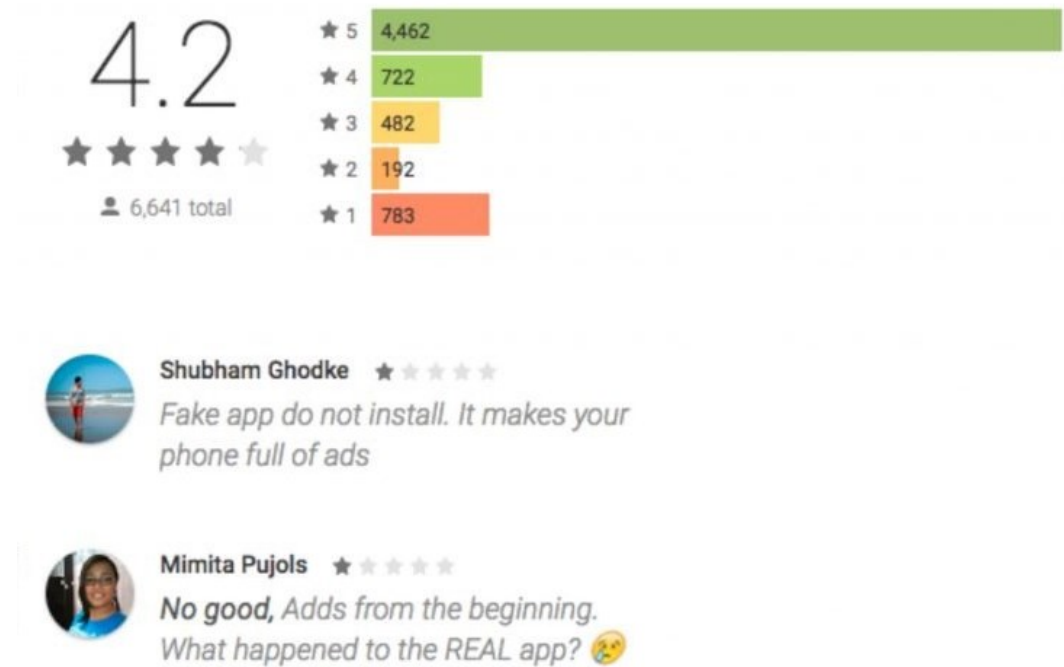 4.2
6,641 total
5 4,462
4 722
3 482
2 192
1 783
Shubham Ghodke
Fake app do not install. It makes your
phone full of ads
Mimita Pujols
No good, Adds from the beginning.
What happened to the REAL app? 😢